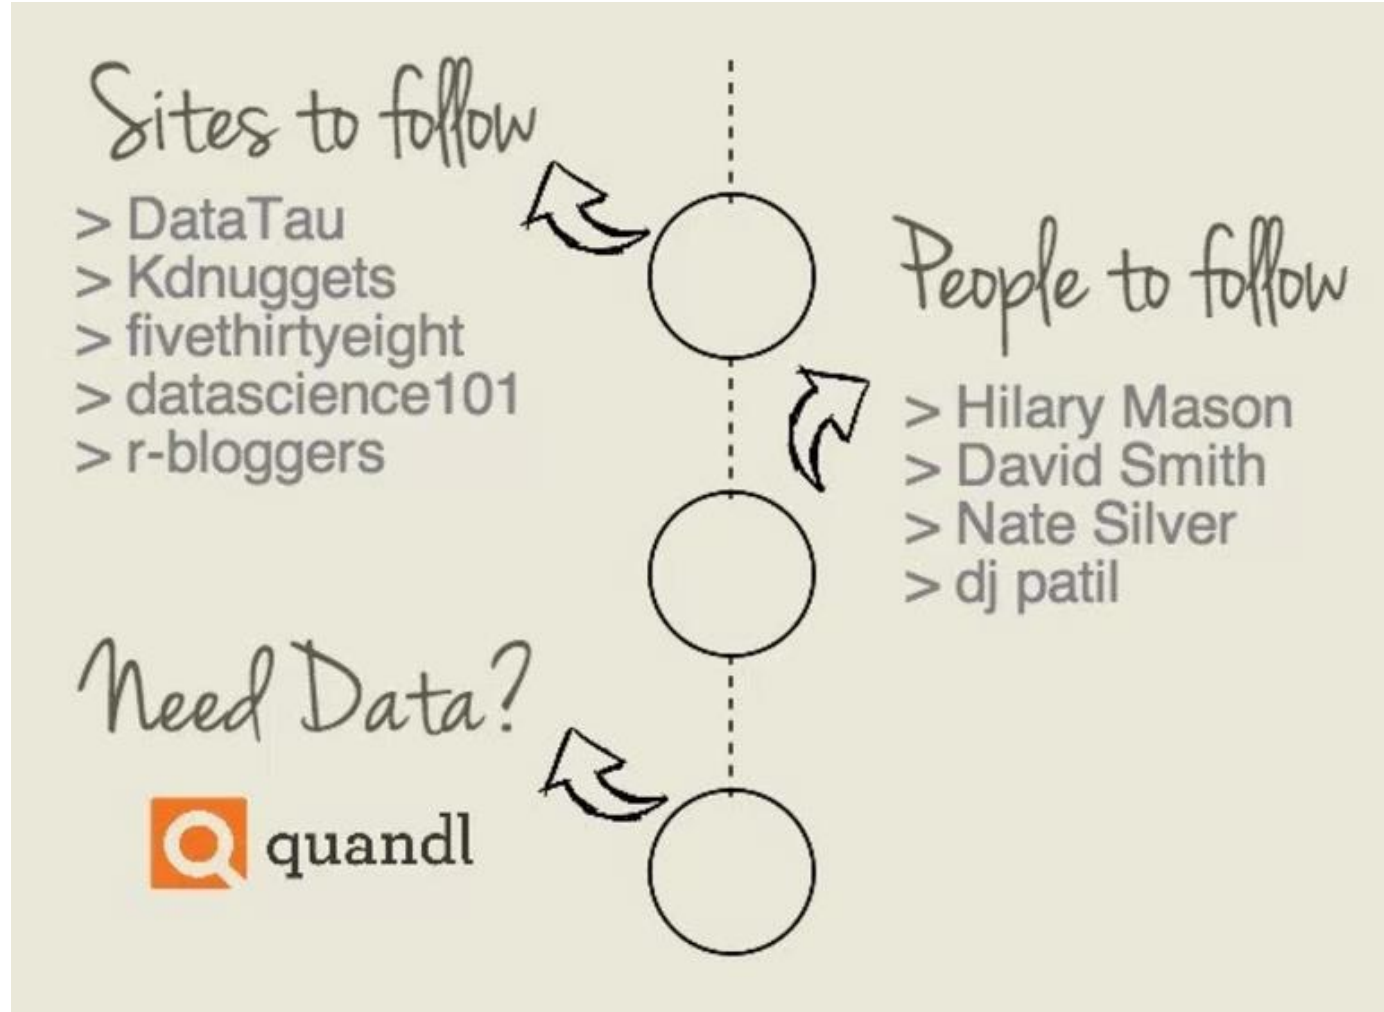 Sites to follow
> DataTau
> Kdnuggets
> fivethirtyeight
> datascience101
> r-bloggers
People to follow
> Hilary Mason
> David Smith
> Nate Silver
> dj patil
Need Data?
quandl